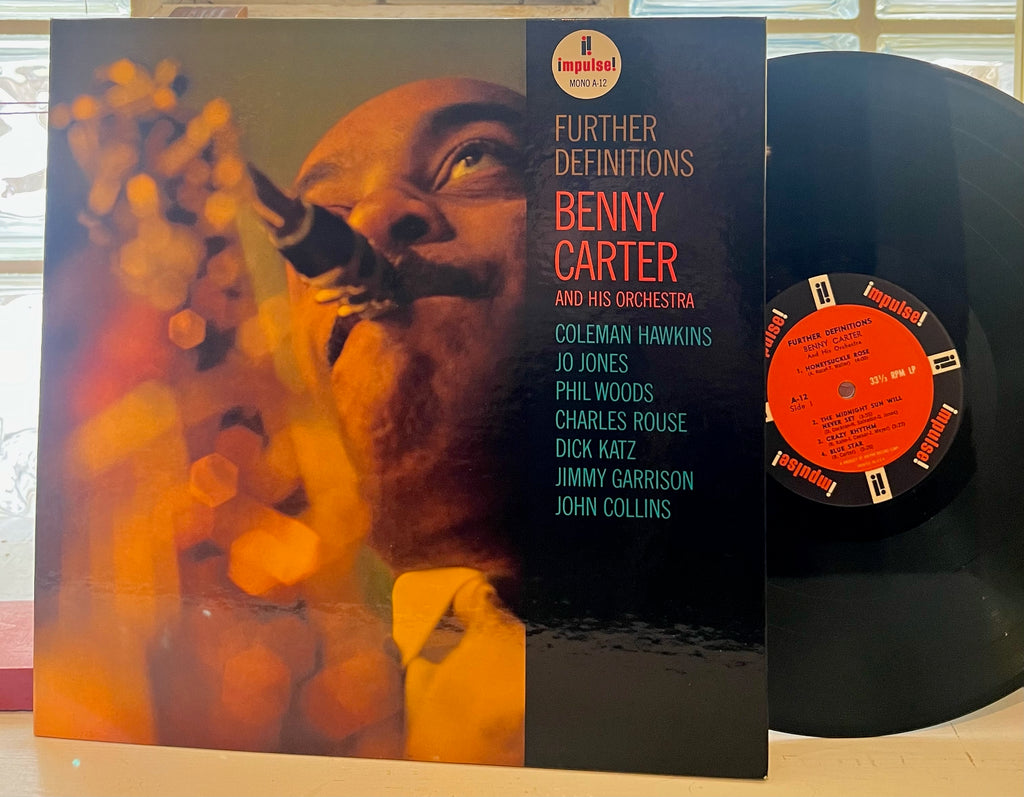 impulse!
MONO A-12
FURTHER
DEFINITIONS
BENNY
CARTER
AND HIS ORCHESTRA
COLEMAN HAWKINS
JO JONES
PHIL WOODS
CHARLES ROUSE
DICK KATZ
JIMMY GARRISON
JOHN COLLINS
impulse!
impulse!
impulse!
impulse!
FURTHER DEFINITIONS
BENNY CARTER
And His Orchestra
1. HONEYSUCKLE ROSE
33⅓ RPM LP
A-12
Side 1
2. THE MIDNIGHT SUN WILL
NEVER SET
3. CRAZY RHYTHM
4. BLUE STAR